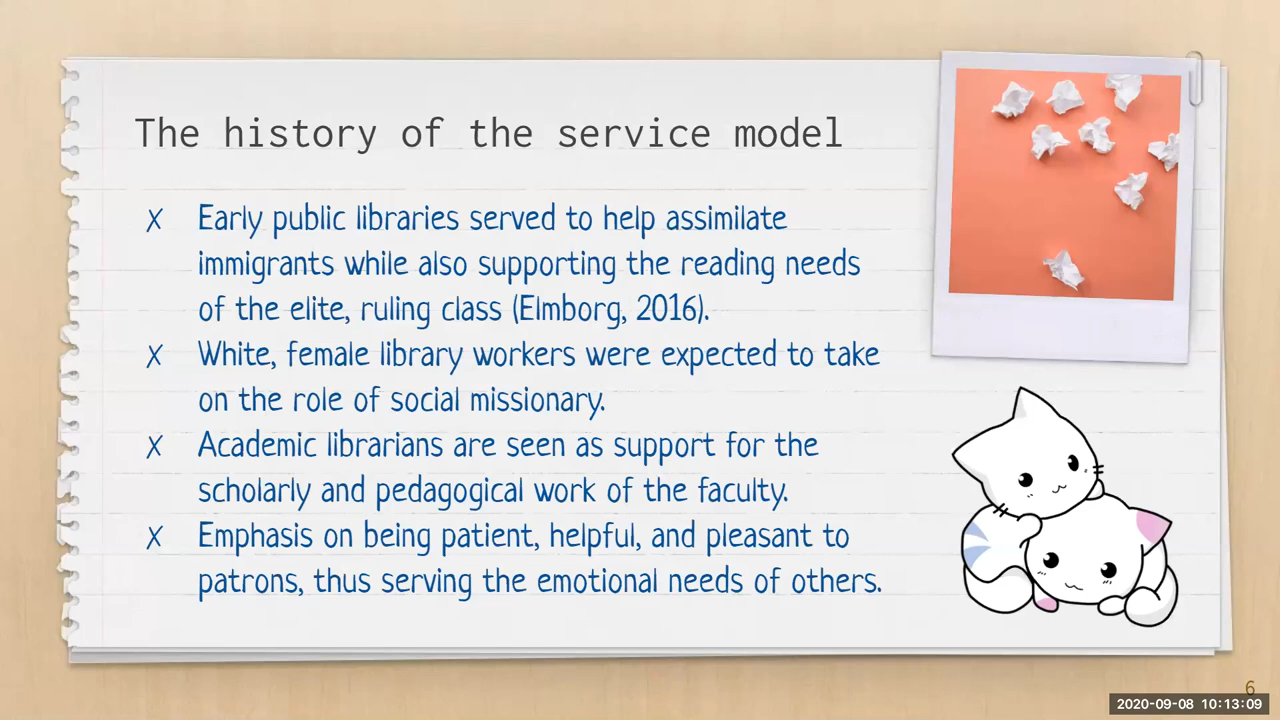 The history of the service model
X Early public libraries served to help assimilate
immigrants while also supporting the reading needs
of the elite, ruling class (Elmborg, 2016).
X White, female library workers were expected to take
on the role of social missionary.
X Academic librarians are seen as support for the
scholarly and pedagogical work of the faculty.
X Emphasis on being patient, helpful, and pleasant to
patrons, thus serving the emotional needs of others.
6
2020-09-08 10:13:09